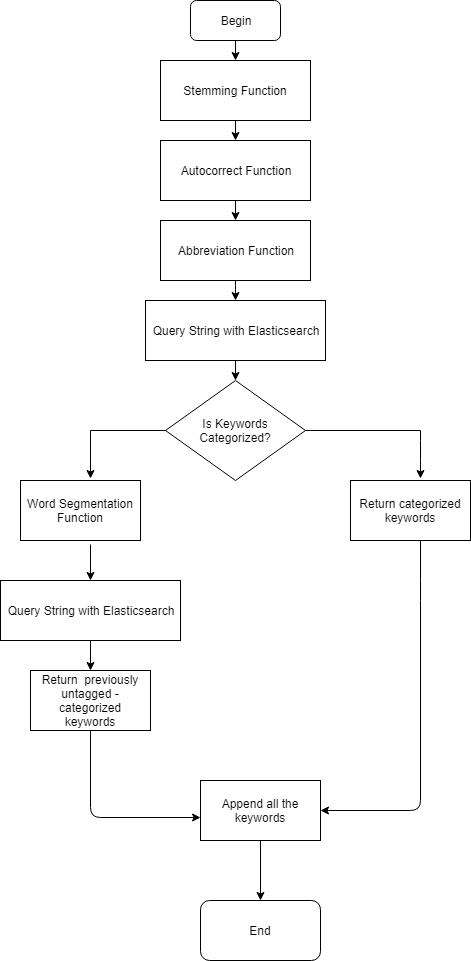 Begin
Stemming Function
Autocorrect Function
Abbreviation Function
Query String with Elasticsearch
Is Keywords
Categorized?
Word Segmentation
Function
Return categorized
keywords
Query String with Elasticsearch
Return  previously
untagged -
categorized
keywords
Append all the
keywords
End